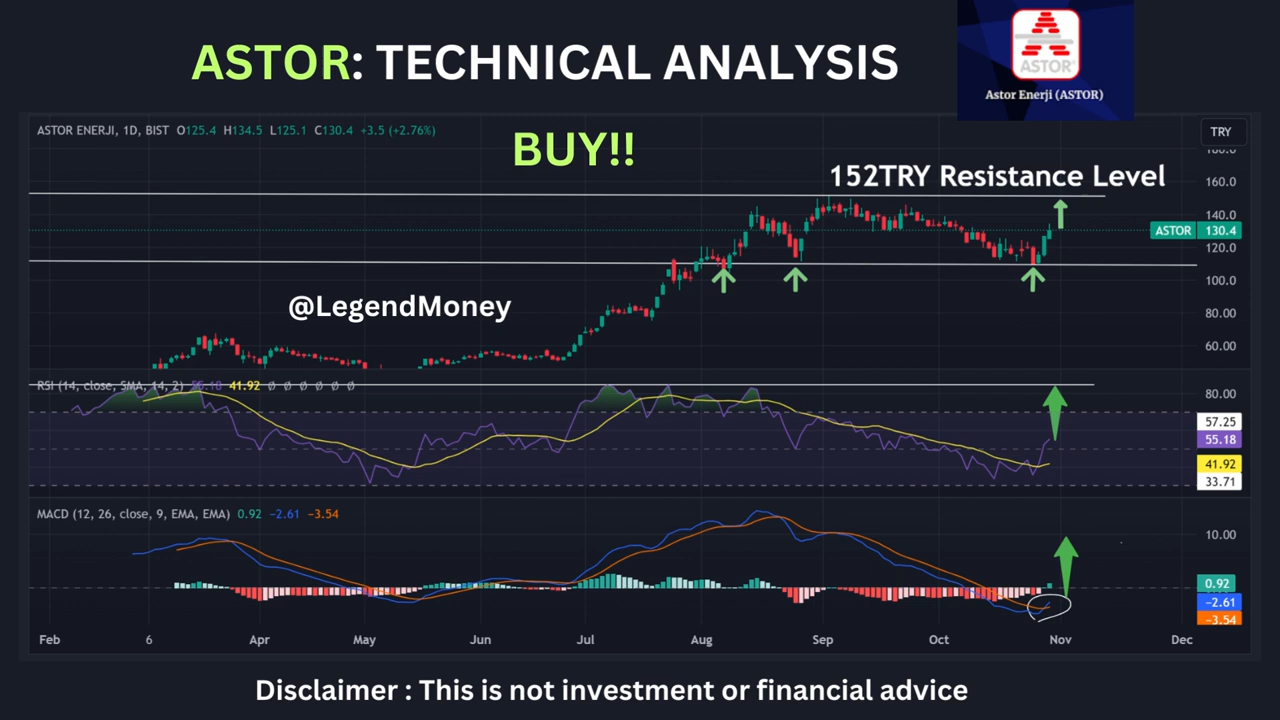 ASTOR: TECHNICAL ANALYSIS
ASTOR
Astor Enerji (ASTOR)
ASTOR ENERJI, 1D, BIST O125.4 H134.5 L125.1 C130.4 +3.5 (+2.76%)
BUY!!
TRY
180.0
152TRY Resistance Level
160.0
140.0
ASTOR 130.4
120.0
100.0
@LegendMoney
80.00
60.00
RSI (14, close, SMA, 14, 2) 55.18 41.92 Ø Ø Ø Ø Ø Ø
80.00
57.25
55.18
41.92
33.71
MACD (12, 26, close, 9, EMA, EMA) 0.92 −2.61 −3.54
10.00
0.92
−2.61
−3.54
Feb 6 Apr May Jun Jul Aug Sep Oct Nov Dec
Disclaimer : This is not investment or financial advice